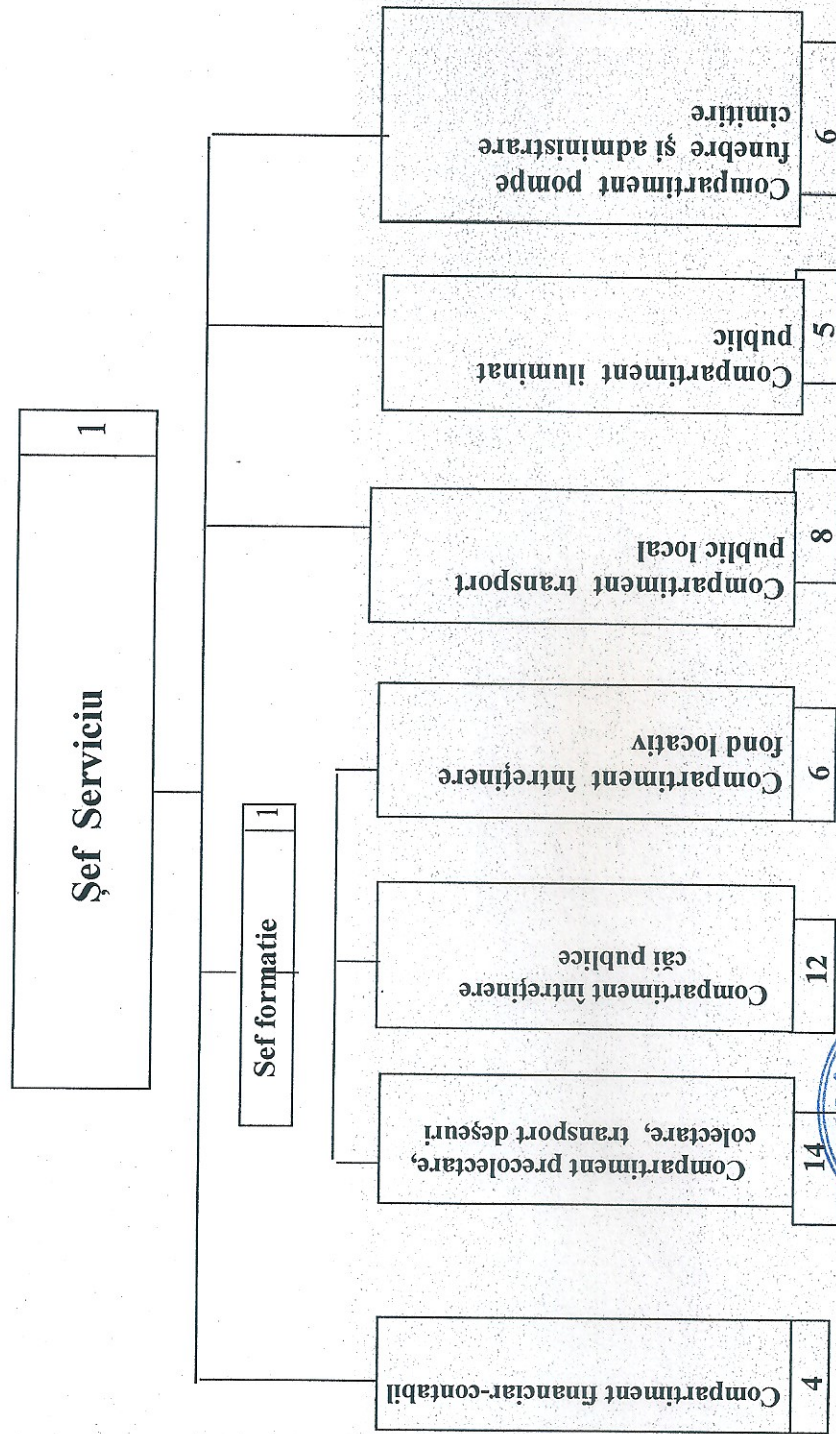 Şef Serviciu
1
Sef formatie
1
Compartiment financiar-contabil
4
Compartiment precolectare,
colectare, transport deşeuri
14
Compartiment întreţinere
căi publice
12
Compartiment întreţinere
fond locativ
6
Compartiment transport
public local
8
Compartiment iluminat
public
5
Compartiment pompe
funebre şi administrare
cimitire
6